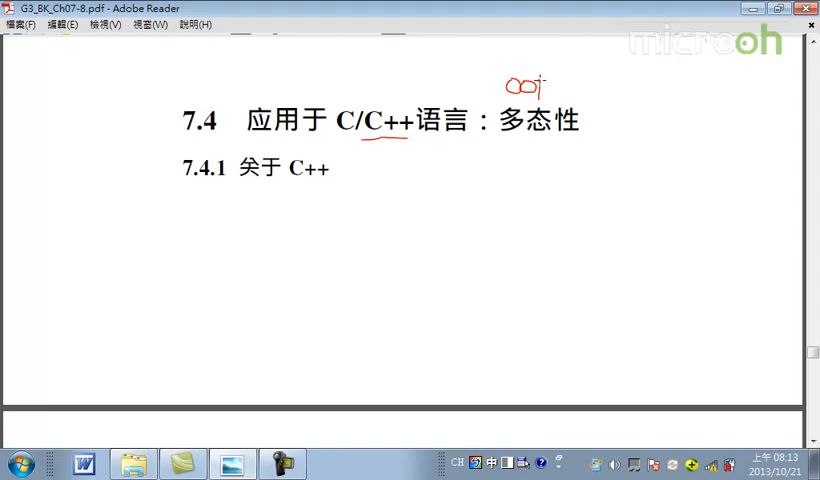 G3_BK_Ch07-8.pdf - Adobe Reader
檔案(F) 編輯(E) 檢視(V) 視窗(W) 說明(H)
microoh
7.4 应用于 C/C++语言：多态性
7.4.1 关于 C++
CH 中
上午 08:13
2013/10/21